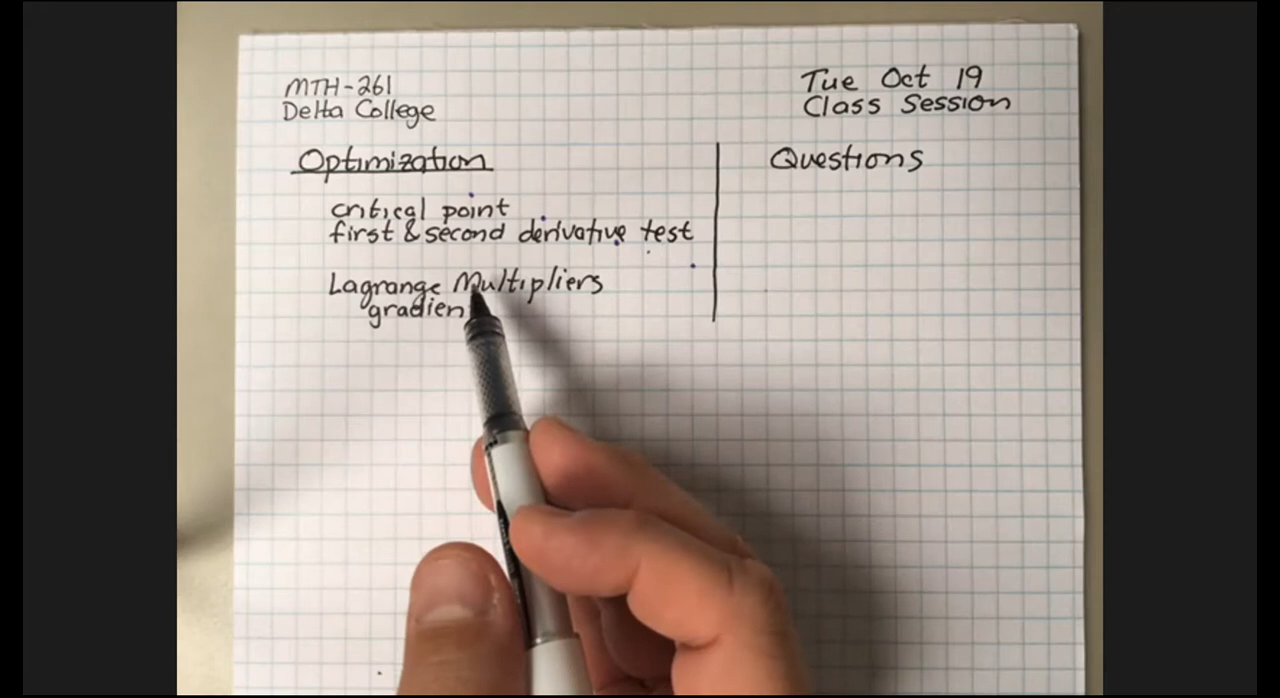 MTH-261
Delta College
Tue Oct 19
Class Session
Optimization
critical point
first & second derivative test
Lagrange Multipliers
gradien
Questions